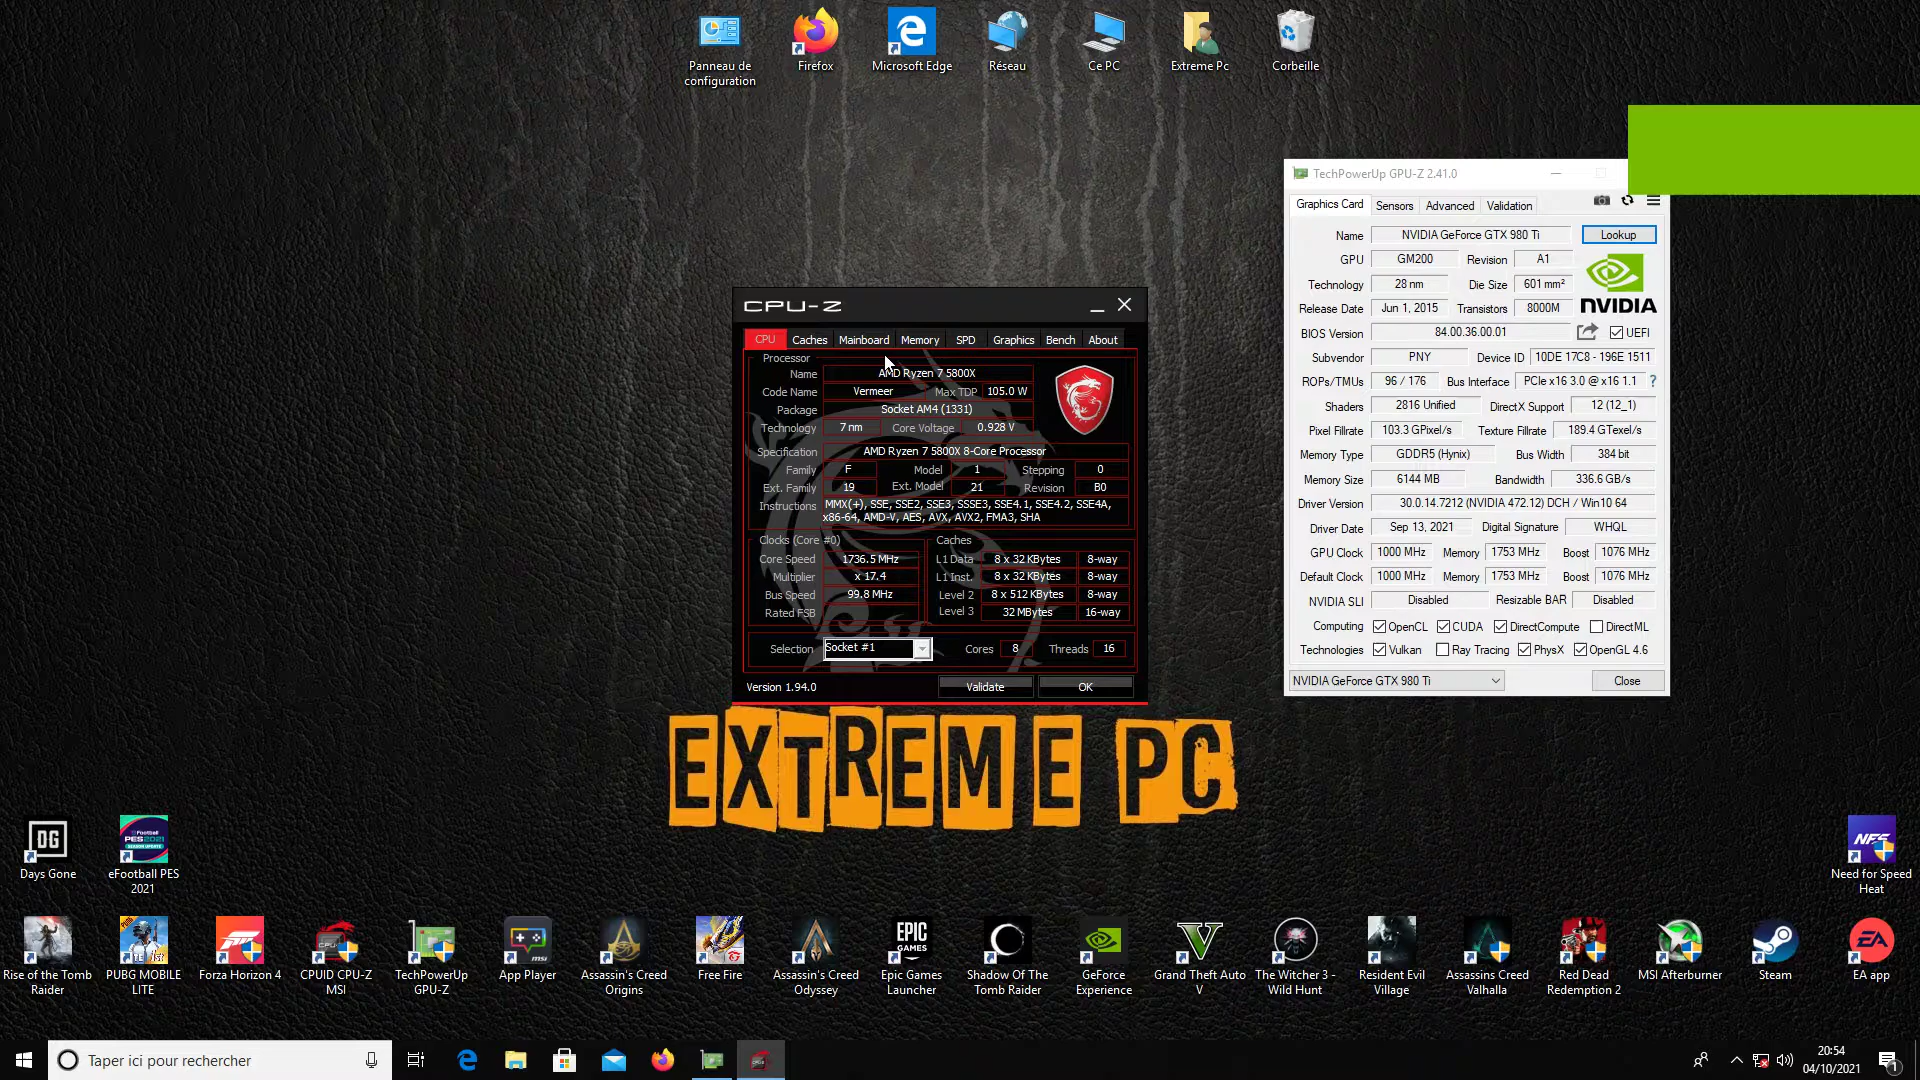 Panneau de
configuration
Firefox
Microsoft Edge
Réseau
Ce PC
Extreme Pc
Corbeille
TechPowerUp GPU-Z 2.41.0
Graphics Card Sensors Advanced Validation
Name NVIDIA GeForce GTX 980 Ti Lookup
GPU GM200 Revision A1
Technology 28 nm Die Size 601 mm²
Release Date Jun 1, 2015 Transistors 8000M
NVIDIA
BIOS Version 84.00.36.00.01 UEFI
Subvendor PNY Device ID 10DE 17C8 - 196E 1511
ROPs/TMUs 96 / 176 Bus Interface PCIe x16 3.0 @ x16 1.1 ?
Shaders 2816 Unified DirectX Support 12 (12_1)
Pixel Fillrate 103.3 GPixel/s Texture Fillrate 189.4 GTexel/s
Memory Type GDDR5 (Hynix) Bus Width 384 bit
Memory Size 6144 MB Bandwidth 336.6 GB/s
Driver Version 30.0.14.7212 (NVIDIA 472.12) DCH / Win10 64
Driver Date Sep 13, 2021 Digital Signature WHQL
GPU Clock 1000 MHz Memory 1753 MHz Boost 1076 MHz
Default Clock 1000 MHz Memory 1753 MHz Boost 1076 MHz
NVIDIA SLI Disabled Resizable BAR Disabled
Computing OpenCL CUDA DirectCompute DirectML
Technologies Vulkan Ray Tracing PhysX OpenGL 4.6
NVIDIA GeForce GTX 980 Ti Close
CPU-Z
CPU Caches Mainboard Memory SPD Graphics Bench About
Processor
Name AMD Ryzen 7 5800X
Code Name Vermeer Max TDP 105.0 W
Package Socket AM4 (1331)
Technology 7 nm Core Voltage 0.928 V
Specification AMD Ryzen 7 5800X 8-Core Processor
Family F Model 1 Stepping 0
Ext. Family 19 Ext. Model 21 Revision B0
Instructions MMX(+), SSE, SSE2, SSE3, SSSE3, SSE4.1, SSE4.2, SSE4A,
x86-64, AMD-V, AES, AVX, AVX2, FMA3, SHA
Clocks (Core #0) Caches
Core Speed 1736.5 MHz L1 Data 8 x 32 KBytes 8-way
Multiplier x 17.4 L1 Inst. 8 x 32 KBytes 8-way
Bus Speed 99.8 MHz Level 2 8 x 512 KBytes 8-way
Rated FSB Level 3 32 MBytes 16-way
Selection Socket #1 Cores 8 Threads 16
Version 1.94.0 Validate OK
EXTREME PC
DG
Days Gone
eFootball
PES2021
SEASON UPDATE
eFootball PES
2021
NFS
Need for Speed
Heat
Rise of the Tomb
Raider
PUBG MOBILE
LITE
Forza Horizon 4
CPUID CPU-Z
MSI
TechPowerUp
GPU-Z
msi
App Player
Assassin's Creed
Origins
Free Fire
Assassin's Creed
Odyssey
EPIC
GAMES
Epic Games
Launcher
Shadow Of The
Tomb Raider
GeForce
Experience
Grand Theft Auto
V
The Witcher 3 -
Wild Hunt
Resident Evil
Village
Assassins Creed
Valhalla
Red Dead
Redemption 2
MSI Afterburner
Steam
EA
EA app
Taper ici pour rechercher
20:54
04/10/2021
1